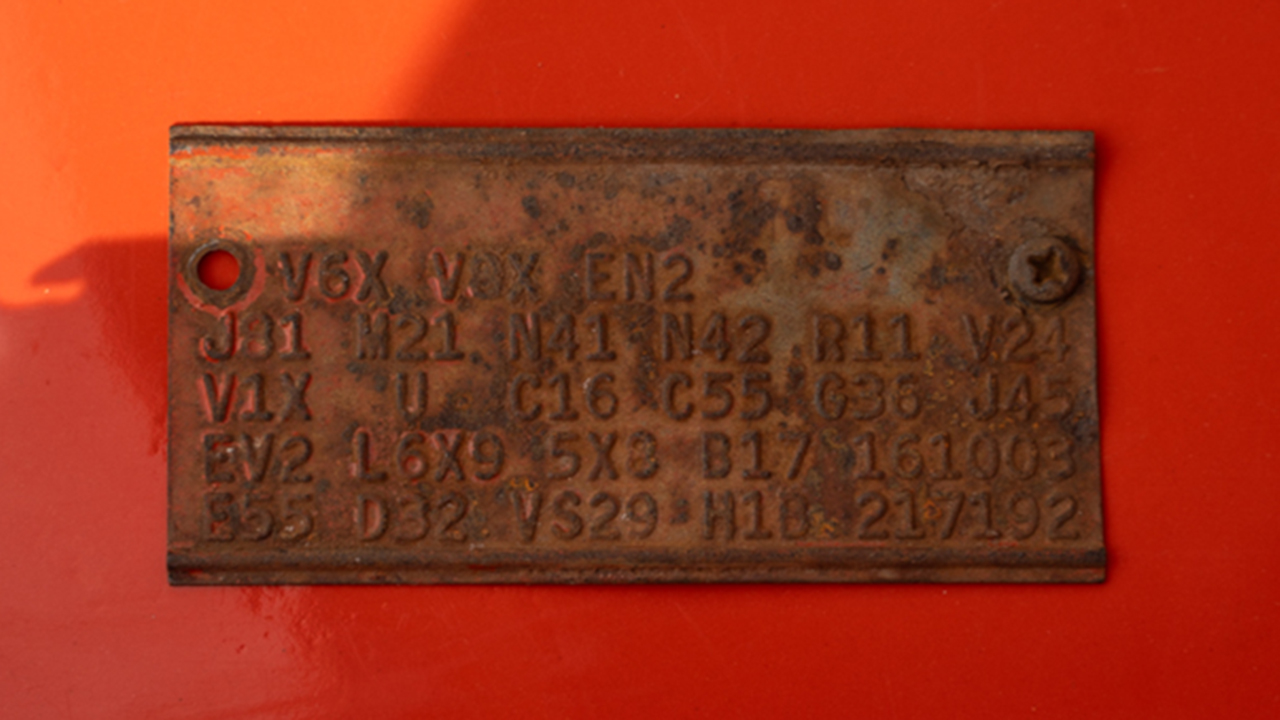 V6X EN2
J81 M21 N41 N42 R11 V24
V1X U C16 C55 G36 J45
EV2 L6X9 5X8 B17 161003
E55 D32 VS29 H1B 217192